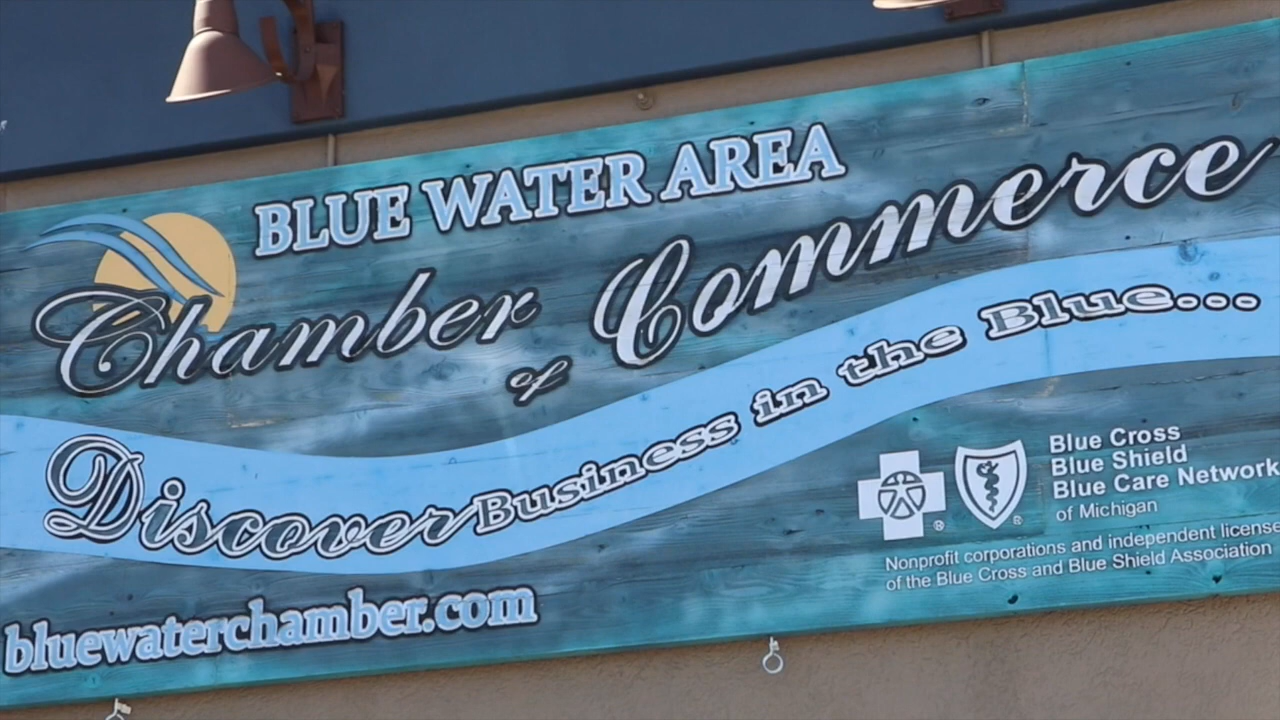 BLUE WATER AREA
Chamber of Commerce
Discover Business in the Blue...
bluewaterchamber.com
Blue Cross
Blue Shield
Blue Care Network
of Michigan
Nonprofit corporations and independent license
of the Blue Cross and Blue Shield Association